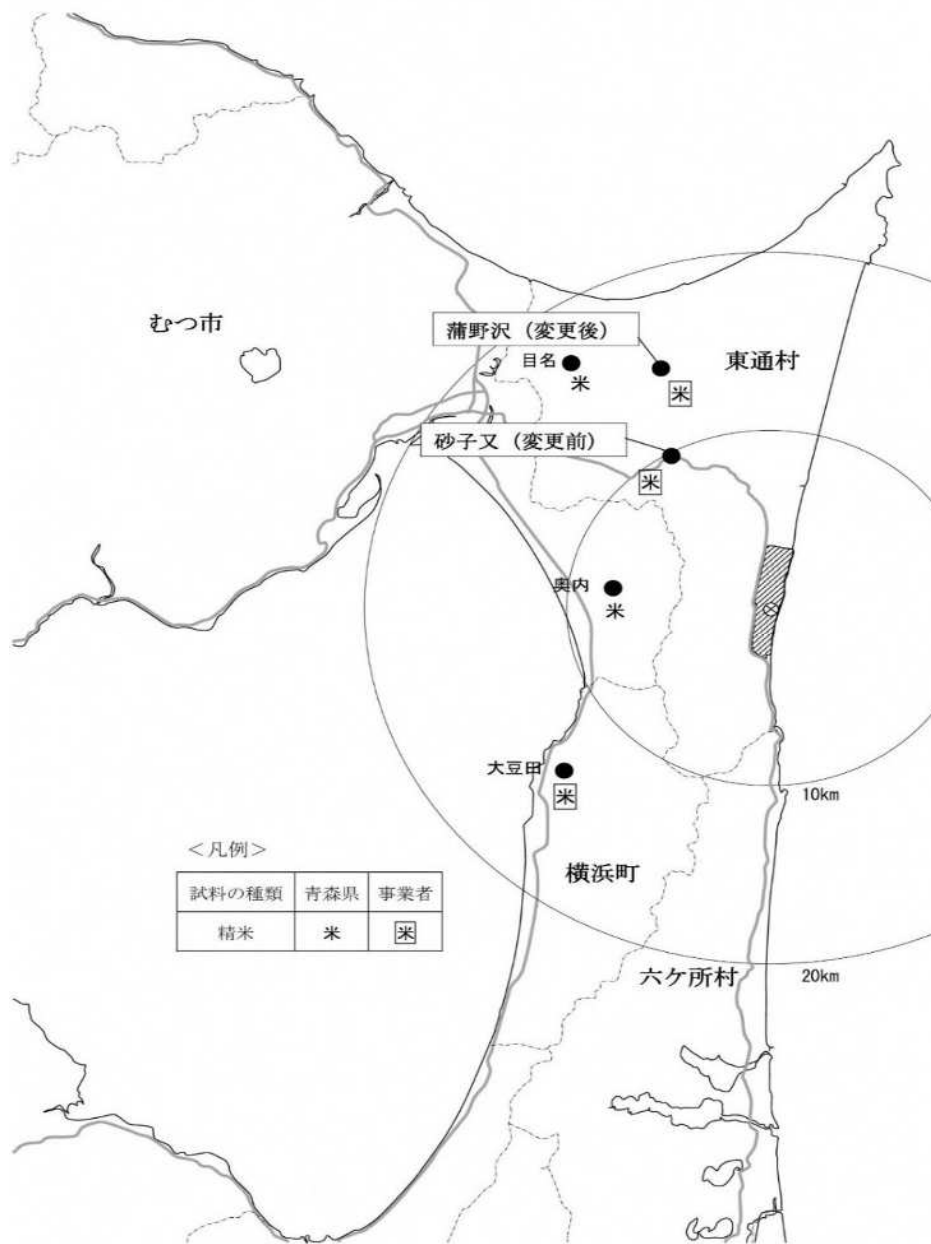 むつ市
蒲野沢（変更後）
目名
米
米
東通村
砂子又（変更前）
米
奥内
米
大豆田
米
10km
＜凡例＞
試料の種類 青森県 事業者
精米 米 米
横浜町
六ケ所村
20km